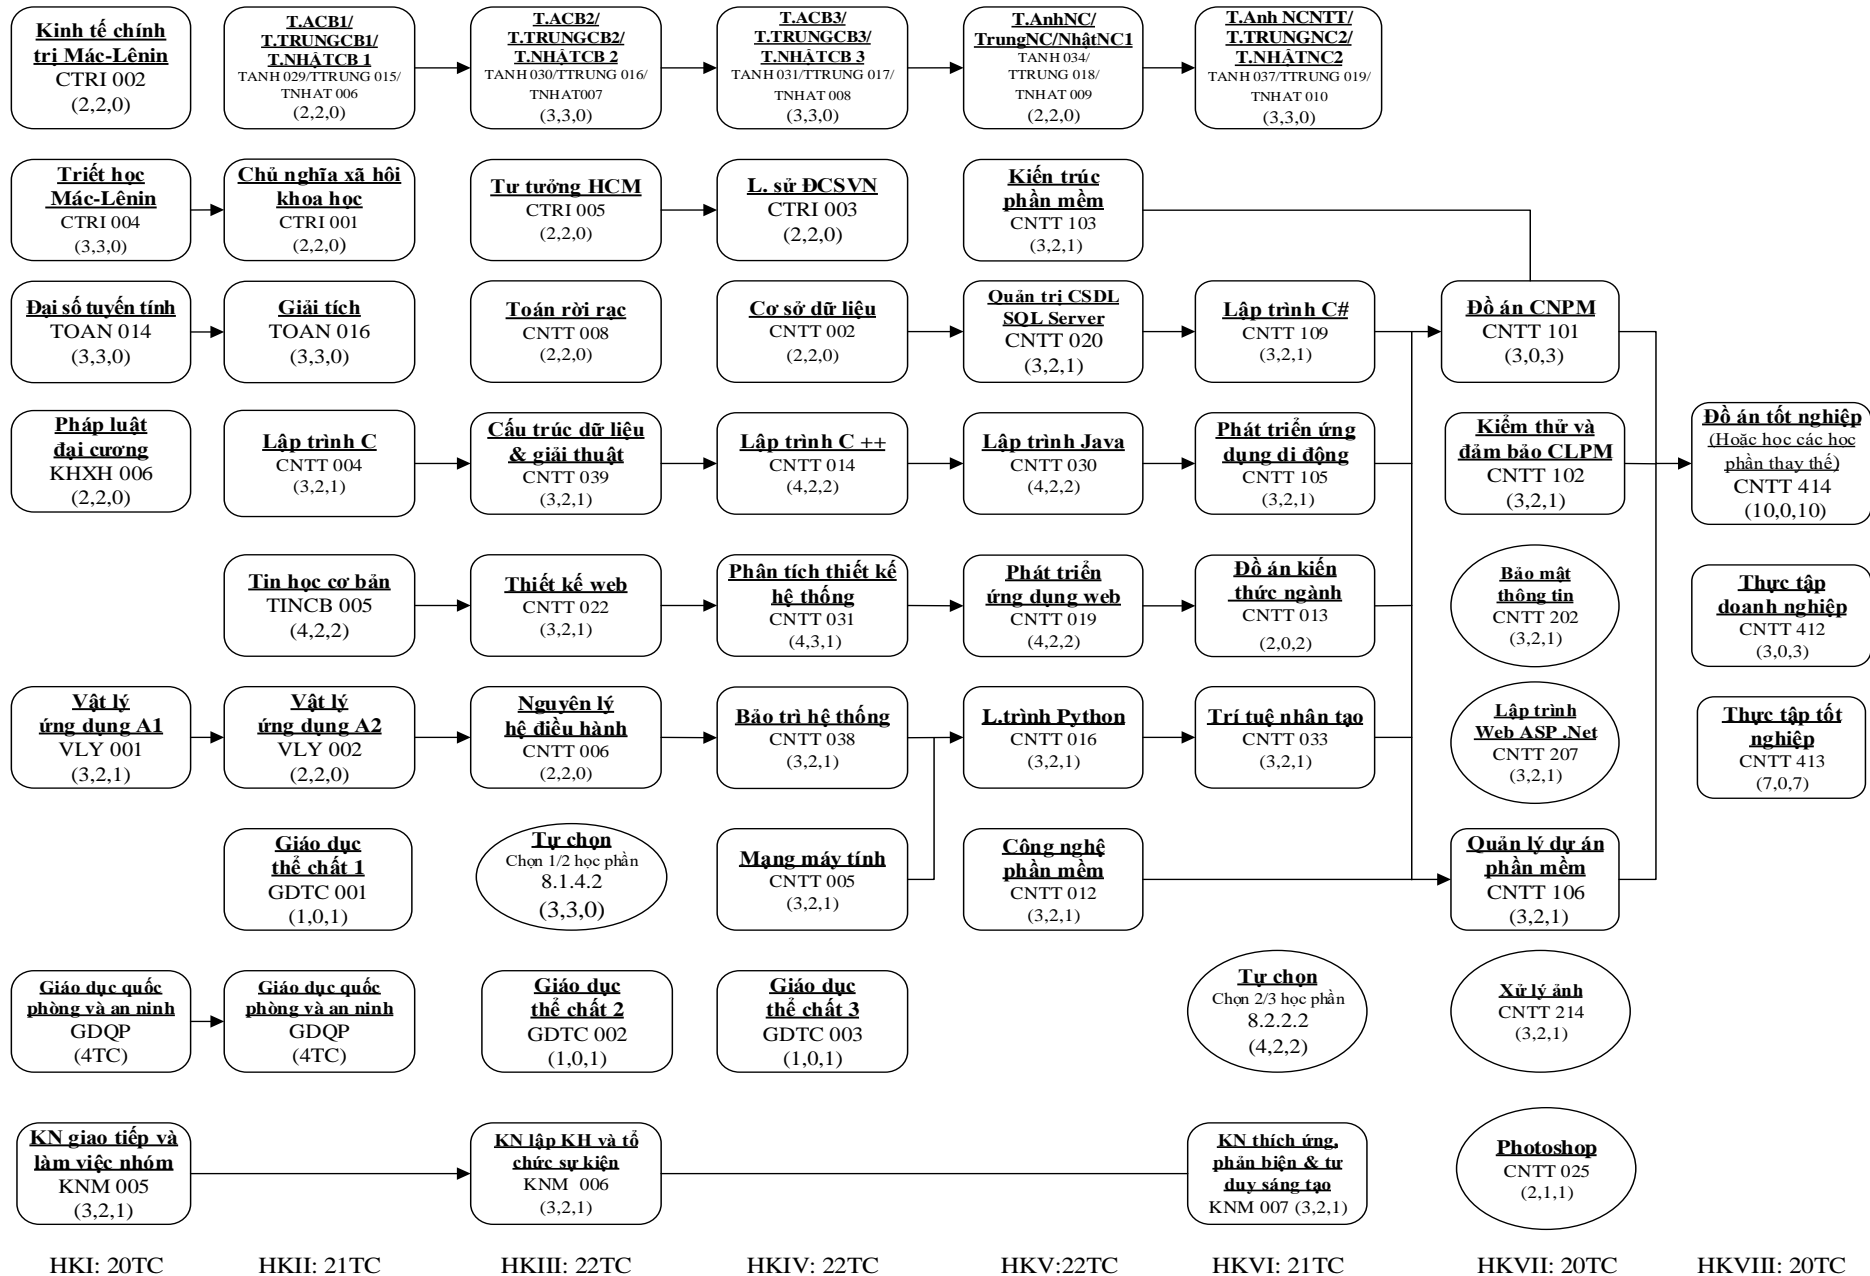 Kinh tế chính
trị Mác-Lênin
CTRI 002
(2,2,0)
T.ACB1/
T.TRUNGCB1/
T.NHẬTCB 1
TANH 029/TTRUNG 015/
TNHAT 006
(2,2,0)
T.ACB2/
T.TRUNGCB2/
T.NHẬTCB 2
TANH 030/TTRUNG 016/
TNHAT007
(3,3,0)
T.ACB3/
T.TRUNGCB3/
T.NHẬTCB 3
TANH 031/TTRUNG 017/
TNHAT 008
(3,3,0)
T.AnhNC/
TrungNC/NhậtNC1
TANH 034/
TTRUNG 018/
TNHAT 009
(2,2,0)
T.Anh NCNTT/
T.TRUNGNC2/
T.NHẬTNC2
TANH 037/TTRUNG 019/
TNHAT 010
(3,3,0)
Triết học
Mác-Lênin
CTRI 004
(3,3,0)
Chủ nghĩa xã hôi
khoa học
CTRI 001
(2,2,0)
Tư tưởng HCM
CTRI 005
(2,2,0)
L. sử ĐCSVN
CTRI 003
(2,2,0)
Kiến trúc
phần mềm
CNTT 103
(3,2,1)
Đại số tuyến tính
TOAN 014
(3,3,0)
Giải tích
TOAN 016
(3,3,0)
Toán rời rạc
CNTT 008
(2,2,0)
Cơ sở dữ liệu
CNTT 002
(2,2,0)
Quản trị CSDL
SQL Server
CNTT 020
(3,2,1)
Lập trình C#
CNTT 109
(3,2,1)
Đồ án CNPM
CNTT 101
(3,0,3)
Pháp luật
đại cương
KHXH 006
(2,2,0)
Lập trình C
CNTT 004
(3,2,1)
Cấu trúc dữ liệu
& giải thuật
CNTT 039
(3,2,1)
Lập trình C ++
CNTT 014
(4,2,2)
Lập trình Java
CNTT 030
(4,2,2)
Phát triển ứng
dụng di động
CNTT 105
(3,2,1)
Kiểm thử và
đảm bảo CLPM
CNTT 102
(3,2,1)
Đồ án tốt nghiệp
(Hoặc học các học
phần thay thế)
CNTT 414
(10,0,10)
Tin học cơ bản
TINCB 005
(4,2,2)
Thiết kế web
CNTT 022
(3,2,1)
Phân tích thiết kế
hệ thống
CNTT 031
(4,3,1)
Phát triển
ứng dụng web
CNTT 019
(4,2,2)
Đồ án kiến
thức ngành
CNTT 013
(2,0,2)
Bảo mật
thông tin
CNTT 202
(3,2,1)
Thực tập
doanh nghiệp
CNTT 412
(3,0,3)
Vật lý
ứng dụng A1
VLY 001
(3,2,1)
Vật lý
ứng dụng A2
VLY 002
(2,2,0)
Nguyên lý
hệ điều hành
CNTT 006
(2,2,0)
Bảo trì hệ thống
CNTT 038
(3,2,1)
L.trình Python
CNTT 016
(3,2,1)
Trí tuệ nhân tạo
CNTT 033
(3,2,1)
Lập trình
Web ASP .Net
CNTT 207
(3,2,1)
Thực tập tốt
nghiệp
CNTT 413
(7,0,7)
Giáo dục
thể chất 1
GDTC 001
(1,0,1)
Tự chọn
Chọn 1/2 học phần
8.1.4.2
(3,3,0)
Mạng máy tính
CNTT 005
(3,2,1)
Công nghệ
phần mềm
CNTT 012
(3,2,1)
Quản lý dự án
phần mềm
CNTT 106
(3,2,1)
Giáo dục quốc
phòng và an ninh
GDQP
(4TC)
Giáo dục quốc
phòng và an ninh
GDQP
(4TC)
Giáo dục
thể chất 2
GDTC 002
(1,0,1)
Giáo dục
thể chất 3
GDTC 003
(1,0,1)
Tự chọn
Chọn 2/3 học phần
8.2.2.2
(4,2,2)
Xử lý ảnh
CNTT 214
(3,2,1)
KN giao tiếp và
làm việc nhóm
KNM 005
(3,2,1)
KN lập KH và tổ
chức sự kiện
KNM 006
(3,2,1)
KN thích ứng,
phản biện & tư
duy sáng tạo
KNM 007 (3,2,1)
Photoshop
CNTT 025
(2,1,1)
HKI: 20TC
HKII: 21TC
HKIII: 22TC
HKIV: 22TC
HKV:22TC
HKVI: 21TC
HKVII: 20TC
HKVIII: 20TC